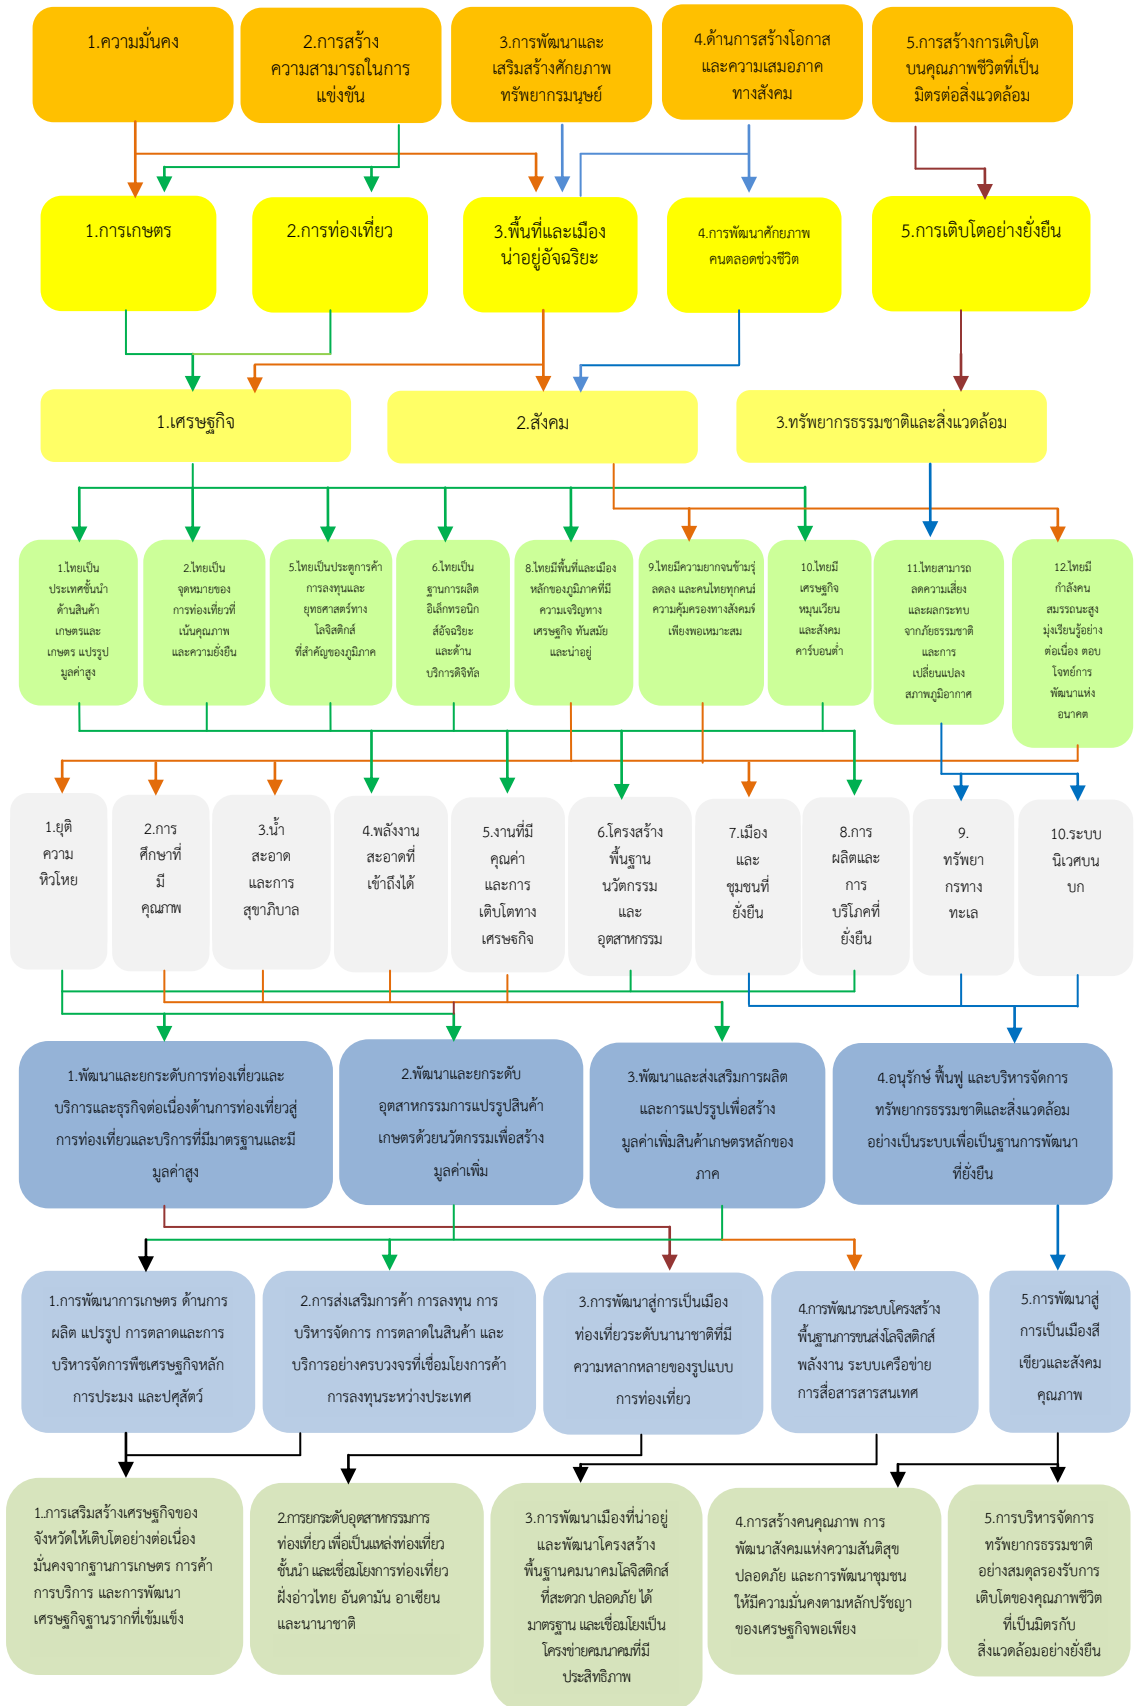 1.ความมั่นคง
2.การสร้าง
ความสามารถในการ
แข่งขัน
3.การพัฒนาและ
เสริมสร้างศักยภาพ
ทรัพยากรมนุษย์
4.ด้านการสร้างโอกาส
และความเสมอภาค
ทางสังคม
5.การสร้างการเติบโต
บนคุณภาพชีวิตที่เป็น
มิตรต่อสิ่งแวดล้อม
1.การเกษตร
2.การท่องเที่ยว
3.พื้นที่และเมือง
น่าอยู่อัจฉริยะ
4.การพัฒนาศักยภาพ
คนตลอดช่วงชีวิต
5.การเติบโตอย่างยั่งยืน
1.เศรษฐกิจ
2.สังคม
3.ทรัพยากรธรรมชาติและสิ่งแวดล้อม
1.ไทยเป็น
ประเทศชั้นนำ
ด้านสินค้า
เกษตรและ
เกษตร แปรรูป
มูลค่าสูง
2.ไทยเป็น
จุดหมายของ
การท่องเที่ยวที่
เน้นคุณภาพ
และความยั่งยืน
5.ไทยเป็นประตูการค้า
การลงทุนและ
ยุทธศาสตร์ทาง
โลจิสติกส์
ที่สำคัญของภูมิภาค
6.ไทยเป็น
ฐานการผลิต
อิเล็กทรอนิก
ส์อัจฉริยะ
และด้าน
บริการดิจิทัล
8.ไทยมีพื้นที่และเมือง
หลักของภูมิภาคที่มี
ความเจริญทาง
เศรษฐกิจ ทันสมัย
และน่าอยู่
9.ไทยมีความยากจนข้ามรุ่
ลดลง และคนไทยทุกคนมี
ความคุ้มครองทางสังคมที่
เพียงพอเหมาะสม
10.ไทยมี
เศรษฐกิจ
หมุนเวียน
และสังคม
คาร์บอนต่ำ
11.ไทยสามารถ
ลดความเสี่ยง
และผลกระทบ
จากภัยธรรมชาติ
และการ
เปลี่ยนแปลง
สภาพภูมิอากาศ
12.ไทยมี
กำลังคน
สมรรถนะสูง
มุ่งเรียนรู้อย่าง
ต่อเนื่อง ตอบ
โจทย์การ
พัฒนาแห่ง
อนาคต
1.ยุติ
ความ
หิวโหย
2.การ
ศึกษาที่
มี
คุณภาพ
3.น้ำ
สะอาด
และการ
สุขาภิบาล
4.พลังงาน
สะอาดที่
เข้าถึงได้
5.งานที่มี
คุณค่า
และการ
เติบโตทาง
เศรษฐกิจ
6.โครงสร้าง
พื้นฐาน
นวัตกรรม
และ
อุตสาหกรรม
7.เมือง
และ
ชุมชนที่
ยั่งยืน
8.การ
ผลิตและ
การ
บริโภคที่
ยั่งยืน
9.
ทรัพยา
กรทาง
ทะเล
10.ระบบ
นิเวศบน
บก
1.พัฒนาและยกระดับการท่องเที่ยวและ
บริการและธุรกิจต่อเนื่องด้านการท่องเที่ยวสู่
การท่องเที่ยวและบริการที่มีมาตรฐานและมี
มูลค่าสูง
2.พัฒนาและยกระดับ
อุตสาหกรรมการแปรรูปสินค้า
เกษตรด้วยนวัตกรรมเพื่อสร้าง
มูลค่าเพิ่ม
3.พัฒนาและส่งเสริมการผลิต
และการแปรรูปเพื่อสร้าง
มูลค่าเพิ่มสินค้าเกษตรหลักของ
ภาค
4.อนุรักษ์ ฟื้นฟู และบริหารจัดการ
ทรัพยากรธรรมชาติและสิ่งแวดล้อม
อย่างเป็นระบบเพื่อเป็นฐานการพัฒนา
ที่ยั่งยืน
1.การพัฒนาการเกษตร ด้านการ
ผลิต แปรรูป การตลาดและการ
บริหารจัดการพืชเศรษฐกิจหลัก
การประมง และปศุสัตว์
2.การส่งเสริมการค้า การลงทุน การ
บริหารจัดการ การตลาดในสินค้า และ
บริการอย่างครบวงจรที่เชื่อมโยงการค้า
การลงทุนระหว่างประเทศ
3.การพัฒนาสู่การเป็นเมือง
ท่องเที่ยวระดับนานาชาติที่มี
ความหลากหลายของรูปแบบ
การท่องเที่ยว
4.การพัฒนาระบบโครงสร้าง
พื้นฐานการขนส่งโลจิสติกส์
พลังงาน ระบบเครือข่าย
การสื่อสารสารสนเทศ
5.การพัฒนาสู่
การเป็นเมืองสี
เขียวและสังคม
คุณภาพ
1..การเสริมสร้างเศรษฐกิจของ
จังหวัดให้เติบโตอย่างต่อเนื่อง
มั่นคงจากฐานการเกษตร การค้า
การบริการ และการพัฒนา
เศรษฐกิจฐานรากที่เข้มแข็ง
2.การยกระดับอุตสาหกรรมการ
ท่องเที่ยว เพื่อเป็นแหล่งท่องเที่ยว
ชั้นนำ และเชื่อมโยงการท่องเที่ยว
ฝั่งอ่าวไทย อันดามัน อาเซียน
และนานาชาติ
3.การพัฒนาเมืองที่น่าอยู่
และพัฒนาโครงสร้าง
พื้นฐานคมนาคมโลจิสติกส์
ที่สะดวก ปลอดภัย ได้
มาตรฐาน และเชื่อมโยงเป็น
โครงข่ายคมนาคมที่มี
ประสิทธิภาพ
4.การสร้างคนคุณภาพ การ
พัฒนาสังคมแห่งความสันติสุข
ปลอดภัย และการพัฒนาชุมชน
ให้มีความมั่นคงตามหลักปรัชญา
ของเศรษฐกิจพอเพียง
5.การบริหารจัดการ
ทรัพยากรธรรมชาติ
อย่างสมดุลรองรับการ
เติบโตของคุณภาพชีวิต
ที่เป็นมิตรกับ
สิ่งแวดล้อมอย่างยั่งยืน